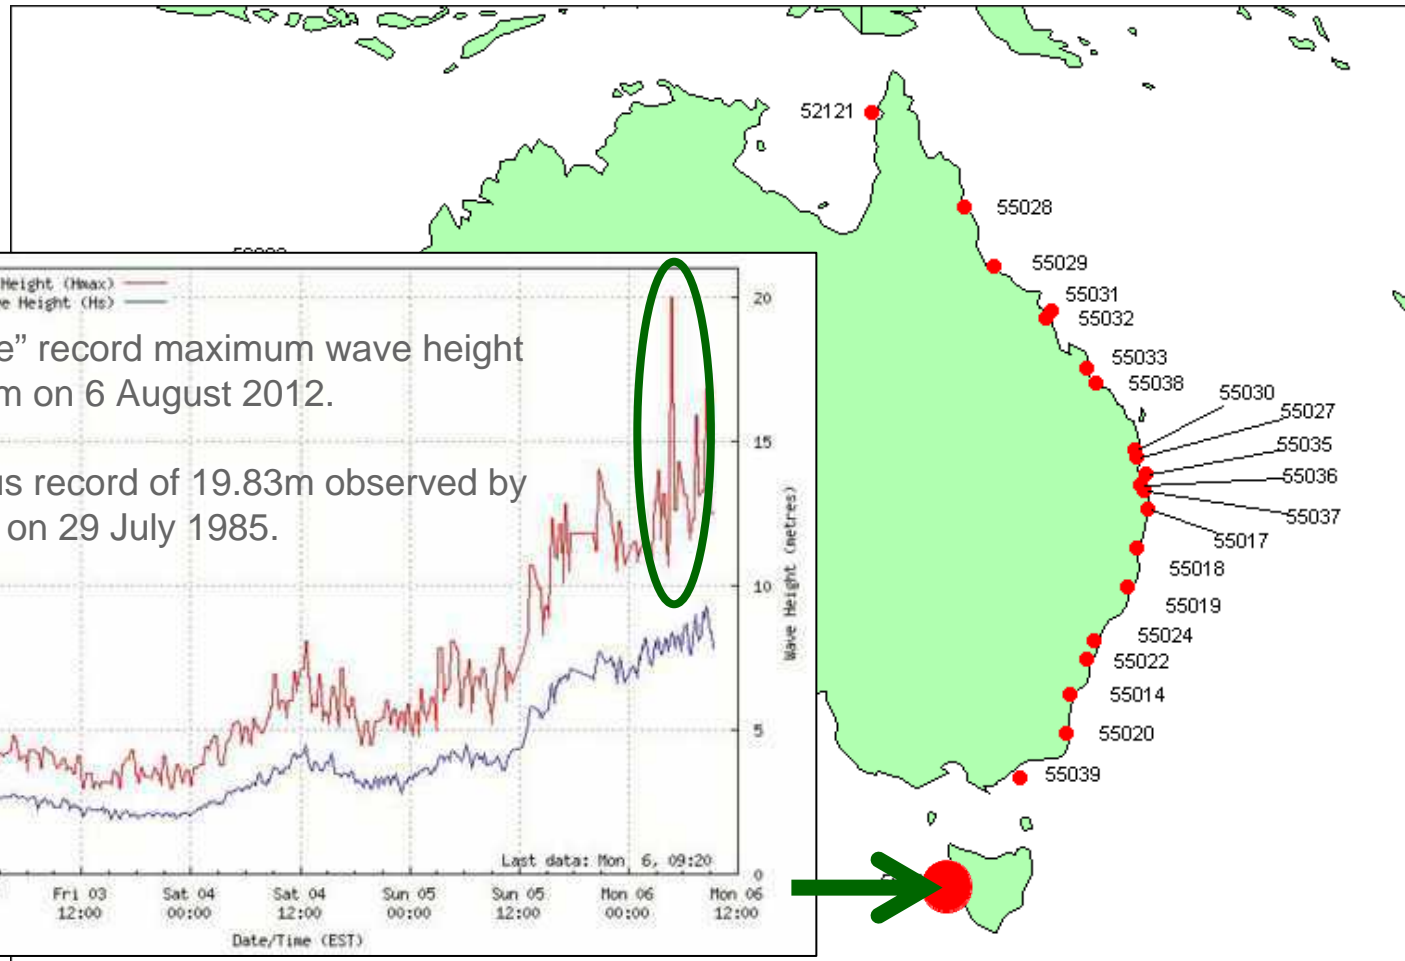 52121
55028
55029
55031
55032
55033
55038
55030
55027
55035
55036
55037
55017
55018
55019
55024
55022
55014
55020
55039
Height (Hmax)
Height (Hs)
e” record maximum wave height
m on 6 August 2012.
us record of 19.83m observed by
on 29 July 1985.
20
15
10
5
0
Wave Height (metres)
Last data: Mon 6, 09:20
Fri 03 Sat 04 Sat 04 Sun 05 Sun 05 Mon 06 Mon 06
12:00 00:00 12:00 00:00 12:00 00:00 12:00
Date/Time (EST)